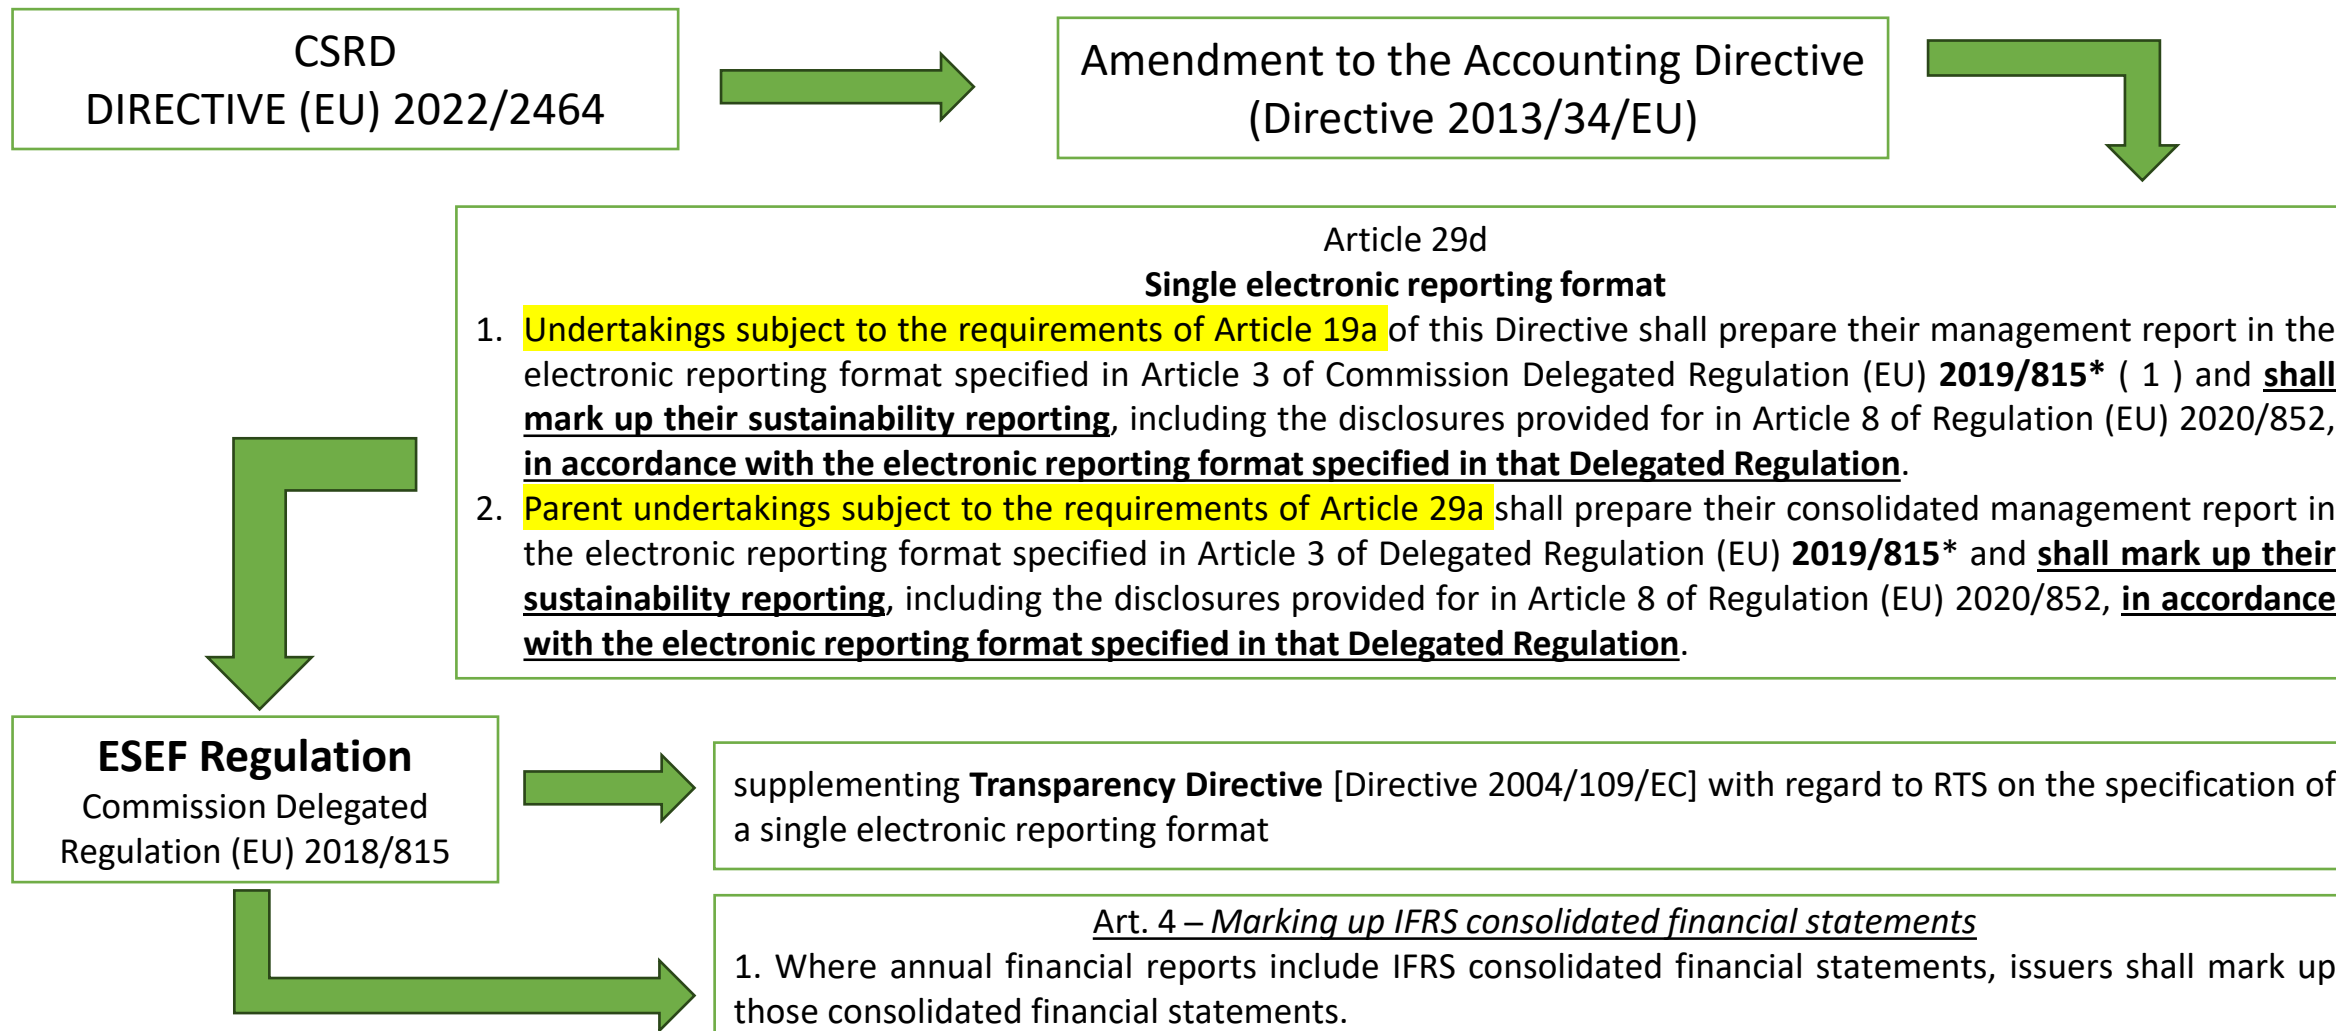 CSRD
DIRECTIVE (EU) 2022/2464
Amendment to the Accounting Directive
(Directive 2013/34/EU)
Article 29d
Single electronic reporting format
1. Undertakings subject to the requirements of Article 19a of this Directive shall prepare their management report in the
electronic reporting format specified in Article 3 of Commission Delegated Regulation (EU) 2019/815* ( 1 ) and shall
mark up their sustainability reporting, including the disclosures provided for in Article 8 of Regulation (EU) 2020/852,
in accordance with the electronic reporting format specified in that Delegated Regulation.
2. Parent undertakings subject to the requirements of Article 29a shall prepare their consolidated management report in
the electronic reporting format specified in Article 3 of Delegated Regulation (EU) 2019/815* and shall mark up their
sustainability reporting, including the disclosures provided for in Article 8 of Regulation (EU) 2020/852, in accordance
with the electronic reporting format specified in that Delegated Regulation.
ESEF Regulation
Commission Delegated
Regulation (EU) 2018/815
supplementing Transparency Directive [Directive 2004/109/EC] with regard to RTS on the specification of
a single electronic reporting format
Art. 4 – Marking up IFRS consolidated financial statements
1. Where annual financial reports include IFRS consolidated financial statements, issuers shall mark up
those consolidated financial statements.